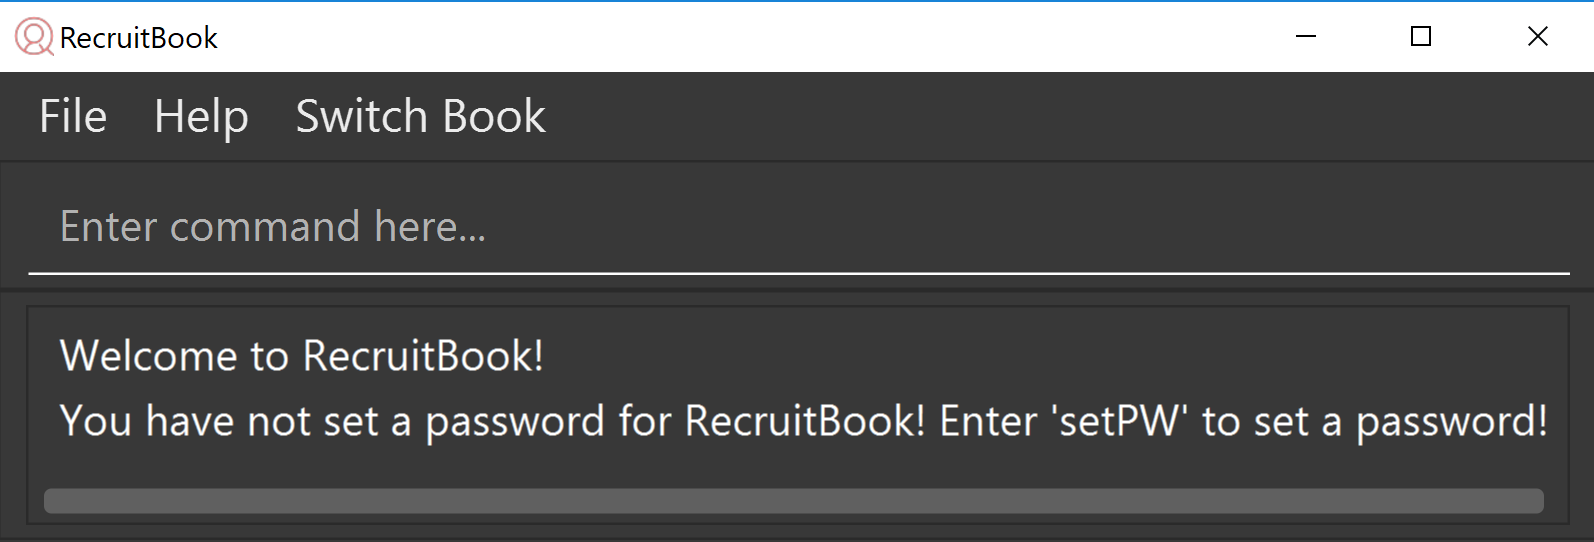 RecruitBook
File Help Switch Book
Enter command here...
Welcome to RecruitBook!
You have not set a password for RecruitBook! Enter 'setPW' to set a password!